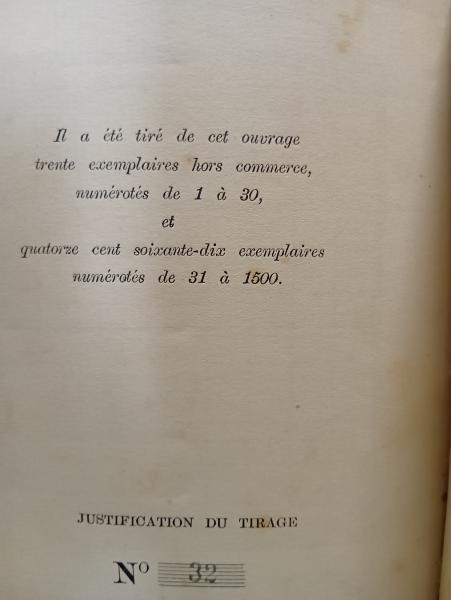 Il a été tiré de cet ouvrage
trente exemplaires hors commerce,
numérotés de 1 à 30,
et
quatorze cent soixante-dix exemplaires
numérotés de 31 à 1500.
JUSTIFICATION DU TIRAGE
Nº 32